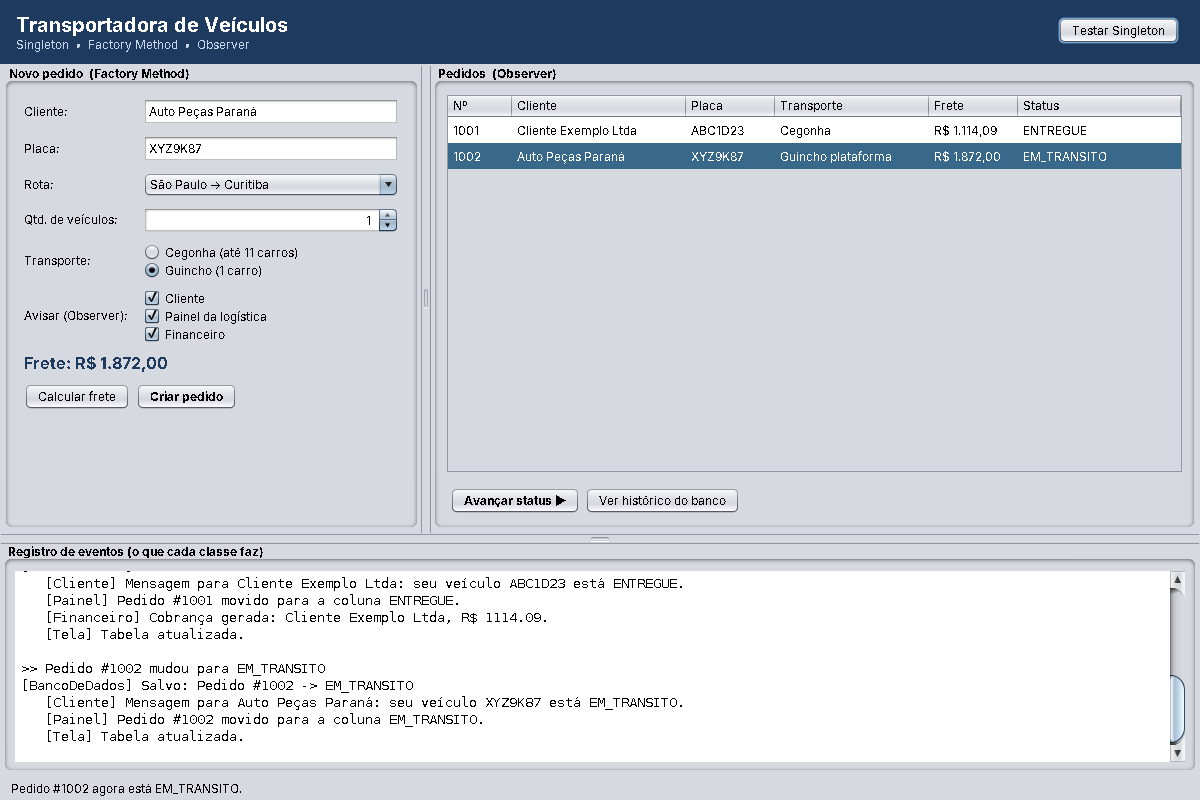 Transportadora de Veículos
Singleton • Factory Method • Observer
Testar Singleton
Novo pedido (Factory Method)
Cliente: Auto Peças Paraná
Placa: XYZ9K87
Rota: São Paulo → Curitiba
Qtd. de veículos: 1
Transporte:
Cegonha (até 11 carros)
Guincho (1 carro)
Avisar (Observer):
Cliente
Painel da logística
Financeiro
Frete: R$ 1.872,00
Calcular frete Criar pedido
Pedidos (Observer)
Nº Cliente Placa Transporte Frete Status
1001 Cliente Exemplo Ltda ABC1D23 Cegonha R$ 1.114,09 ENTREGUE
1002 Auto Peças Paraná XYZ9K87 Guincho plataforma R$ 1.872,00 EM_TRANSITO
Avançar status ▶ Ver histórico do banco
Registro de eventos (o que cada classe faz)
[Cliente] Mensagem para Cliente Exemplo Ltda: seu veículo ABC1D23 está ENTREGUE.
[Painel] Pedido #1001 movido para a coluna ENTREGUE.
[Financeiro] Cobrança gerada: Cliente Exemplo Ltda, R$ 1114.09.
[Tela] Tabela atualizada.
>> Pedido #1002 mudou para EM_TRANSITO
[BancoDeDados] Salvo: Pedido #1002 -> EM_TRANSITO
[Cliente] Mensagem para Auto Peças Paraná: seu veículo XYZ9K87 está EM_TRANSITO.
[Painel] Pedido #1002 movido para a coluna EM_TRANSITO.
[Tela] Tabela atualizada.
Pedido #1002 agora está EM_TRANSITO.